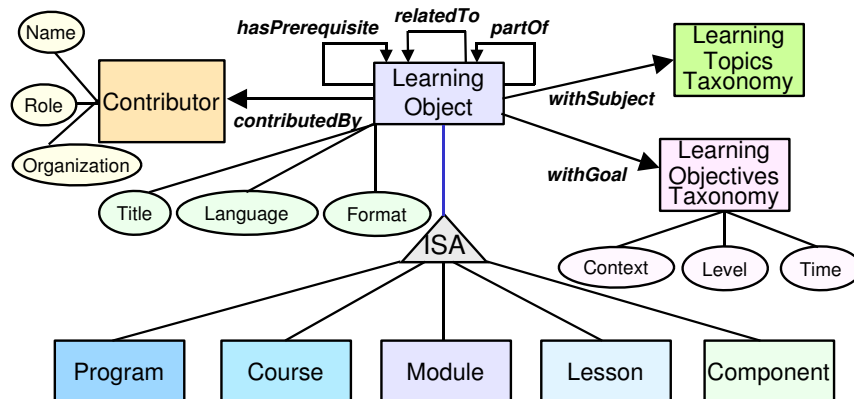 hasPrerequisite
relatedTo
partOf
Name
Role
Organization
Contributor
contributedBy
Learning
Object
withSubject
Learning
Topics
Taxonomy
withGoal
Learning
Objectives
Taxonomy
Title
Language
Format
Context
Level
Time
ISA
Program
Course
Module
Lesson
Component